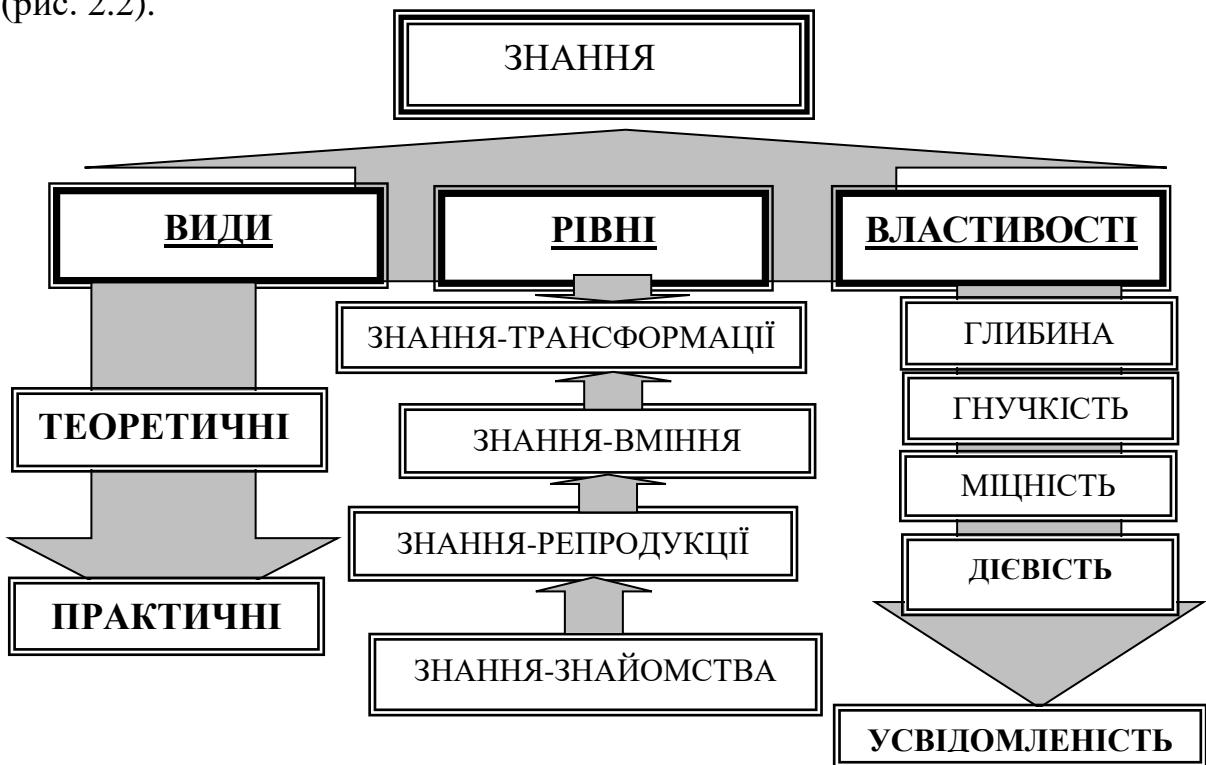 (рис. 2.2).
ЗНАННЯ
ВИДИ
РІВНІ
ВЛАСТИВОСТІ
ТЕОРЕТИЧНІ
ПРАКТИЧНІ
ЗНАННЯ-ТРАНСФОРМАЦІЇ
ЗНАННЯ-ВМІННЯ
ЗНАННЯ-РЕПРОДУКЦІЇ
ЗНАННЯ-ЗНАЙОМСТВА
ГЛИБИНА
ГНУЧКІСТЬ
МІЦНІСТЬ
ДІЄВІСТЬ
УСВІДОМЛЕНІСТЬ